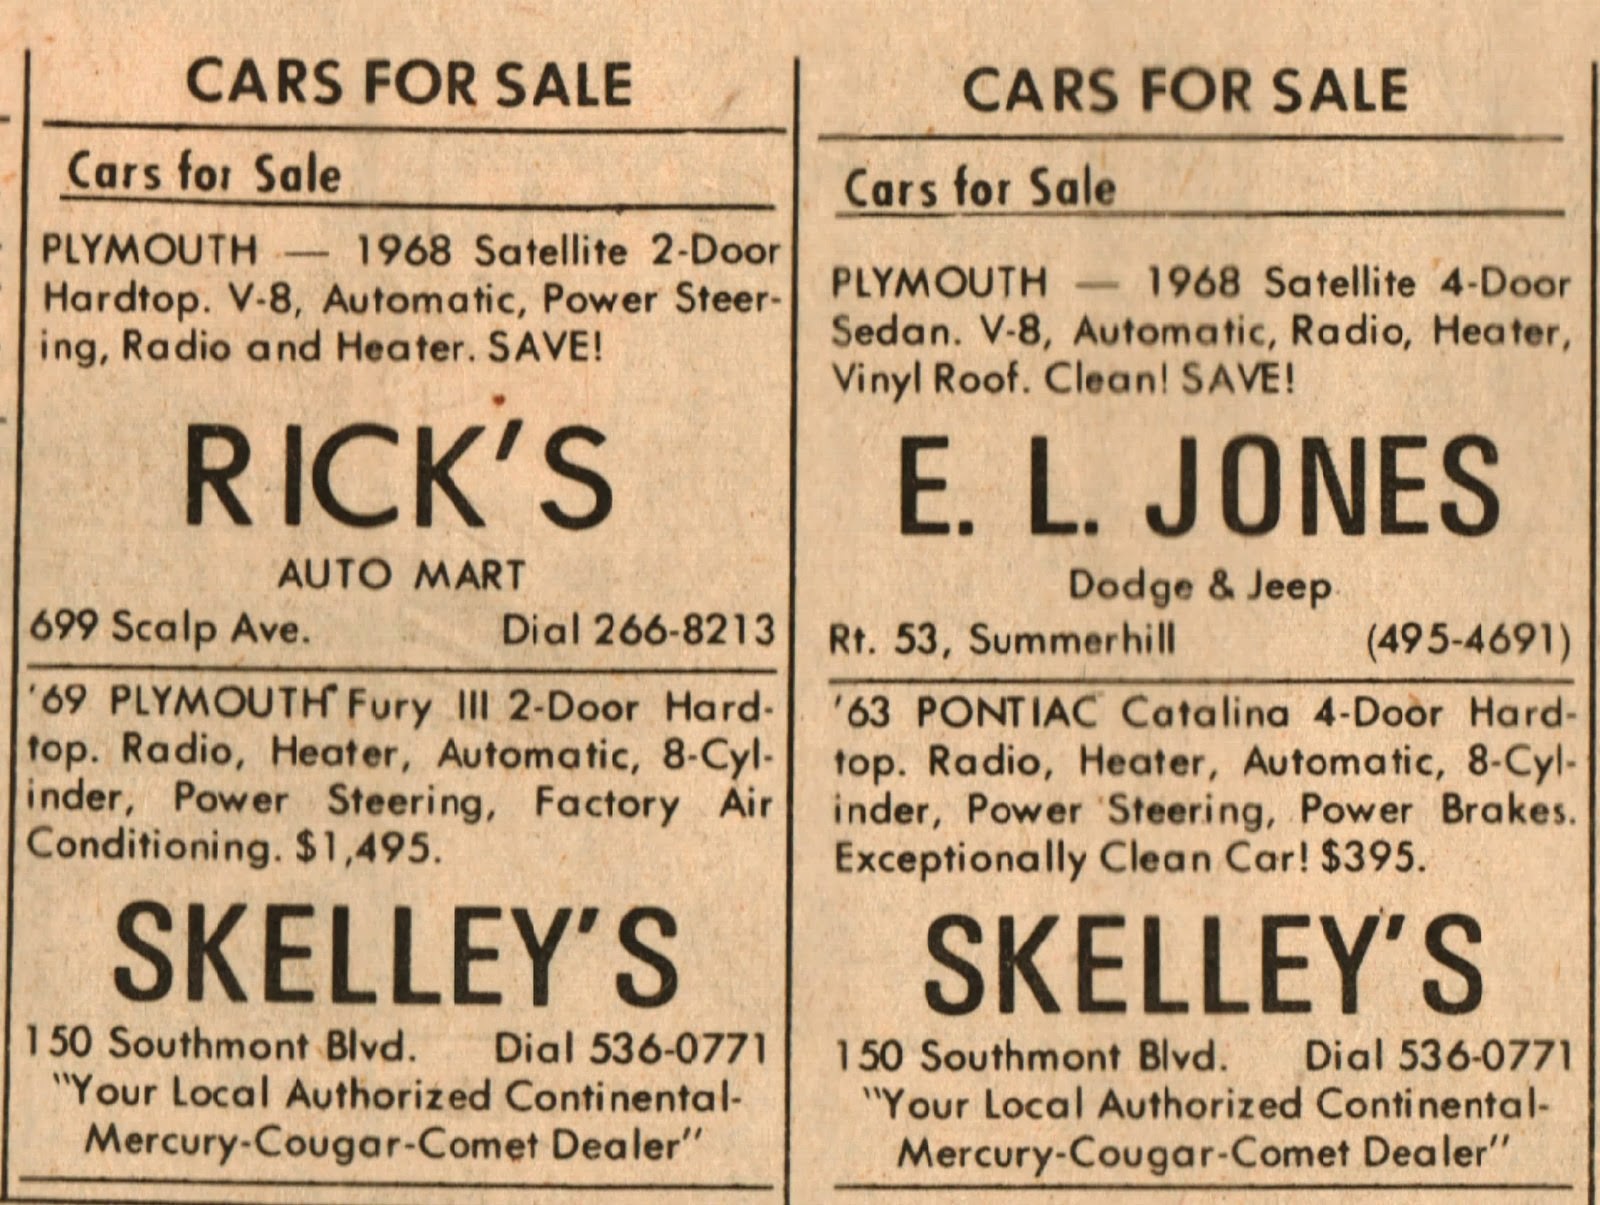 CARS FOR SALE
Cars for Sale
PLYMOUTH — 1968 Satellite 2-Door
Hardtop. V-8, Automatic, Power Steer-
ing, Radio and Heater. SAVE!
RICK'S
AUTO MART
699 Scalp Ave. Dial 266-8213
'69 PLYMOUTH Fury III 2-Door Hard-
top. Radio, Heater, Automatic, 8-Cyl-
inder, Power Steering, Factory Air
Conditioning. $1,495.
SKELLEY'S
150 Southmont Blvd. Dial 536-0771
"Your Local Authorized Continental-
Mercury-Cougar-Comet Dealer"
CARS FOR SALE
Cars for Sale
PLYMOUTH — 1968 Satellite 4-Door
Sedan. V-8, Automatic, Radio, Heater,
Vinyl Roof. Clean! SAVE!
E. L. JONES
Dodge & Jeep
Rt. 53, Summerhill (495-4691)
'63 PONTIAC Catalina 4-Door Hard-
top. Radio, Heater, Automatic, 8-Cyl-
inder, Power Steering, Power Brakes.
Exceptionally Clean Car! $395.
SKELLEY'S
150 Southmont Blvd. Dial 536-0771
"Your Local Authorized Continental-
Mercury-Cougar-Comet Dealer"